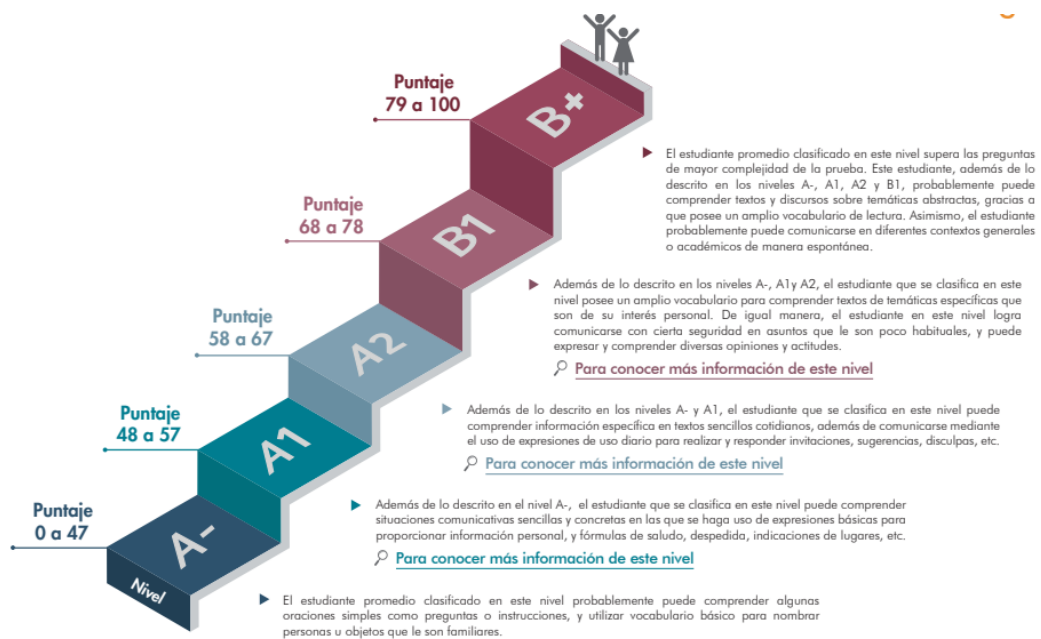 Puntaje
79 a 100
B+
El estudiante promedio clasificado en este nivel supera las preguntas
de mayor complejidad de la prueba. Este estudiante, además de lo
descrito en los niveles A-, A1, A2 y B1, probablemente puede
comprender textos y discursos sobre temáticas abstractas, gracias a
que posee un amplio vocabulario de lectura. Asimismo, el estudiante
probablemente puede comunicarse en diferentes contextos generales
o académicos de manera espontánea.
Puntaje
68 a 78
B1
Además de lo descrito en los niveles A-, A1y A2, el estudiante que se clasifica en este
nivel posee un amplio vocabulario para comprender textos de temáticas específicas que
son de su interés personal. De igual manera, el estudiante en este nivel logra
comunicarse con cierta seguridad en asuntos que le son poco habituales, y puede
expresar y comprender diversas opiniones y actitudes.
Para conocer más información de este nivel
Puntaje
58 a 67
A2
Además de lo descrito en los niveles A- y A1, el estudiante que se clasifica en este nivel puede
comprender información específica en textos sencillos cotidianos, además de comunicarse mediante
el uso de expresiones de uso diario para realizar y responder invitaciones, sugerencias, disculpas, etc.
Para conocer más información de este nivel
Puntaje
48 a 57
A1
Además de lo descrito en el nivel A-, el estudiante que se clasifica en este nivel puede comprender
situaciones comunicativas sencillas y concretas en las que se haga uso de expresiones básicas para
proporcionar información personal, y fórmulas de saludo, despedida, indicaciones de lugares, etc.
Para conocer más información de este nivel
Puntaje
0 a 47
A-
Nivel
El estudiante promedio clasificado en este nivel probablemente puede comprender algunas
oraciones simples como preguntas o instrucciones, y utilizar vocabulario básico para nombrar
personas u objetos que le son familiares.